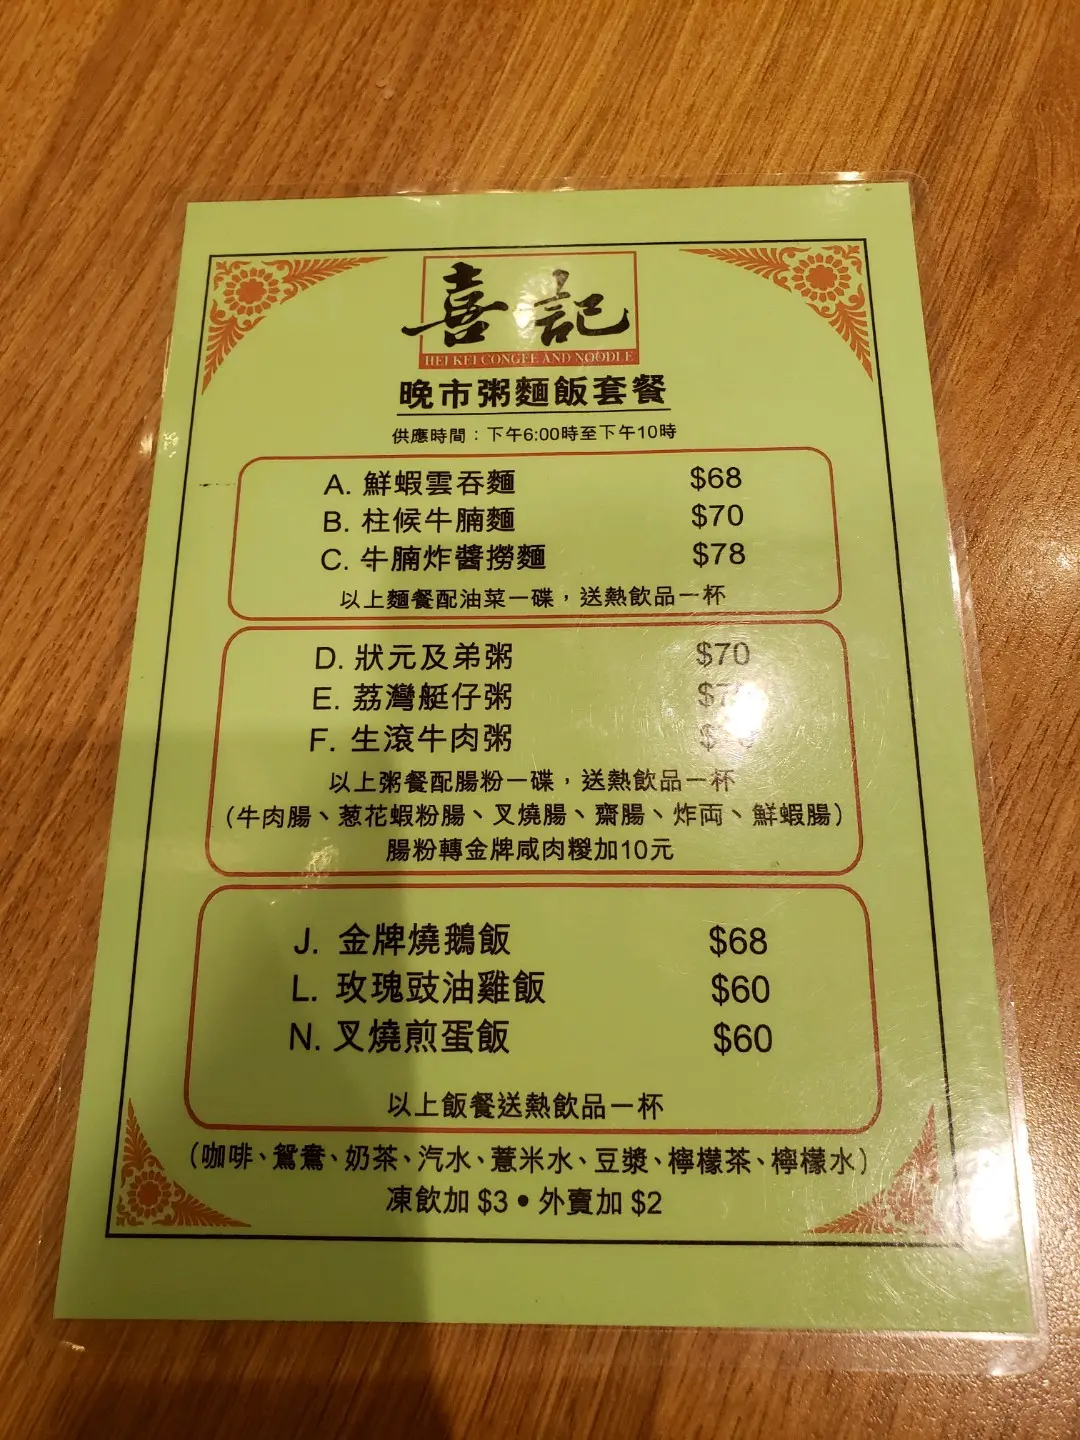 喜記
HEI KEI CONGEE AND NOODLE
晚市粥麵飯套餐
供應時間：下午6:00時至下午10時
A. 鮮蝦雲吞麵 $68
B. 柱候牛腩麵 $70
C. 牛腩炸醬撈麵 $78
以上麵餐配油菜一碟，送熱飲品一杯
D. 狀元及弟粥 $70
E. 荔灣艇仔粥
F. 生滾牛肉粥
以上粥餐配腸粉一碟，送熱飲品一杯
（牛肉腸、葱花蝦粉腸、叉燒腸、齋腸、炸両、鮮蝦腸）
腸粉轉金牌咸肉糉加10元
J. 金牌燒鵝飯 $68
L. 玫瑰豉油雞飯 $60
N. 叉燒煎蛋飯 $60
以上飯餐送熱飲品一杯
（咖啡、鴛鴦、奶茶、汽水、薏米水、豆漿、檸檬茶、檸檬水）
凍飲加 $3 • 外賣加 $2